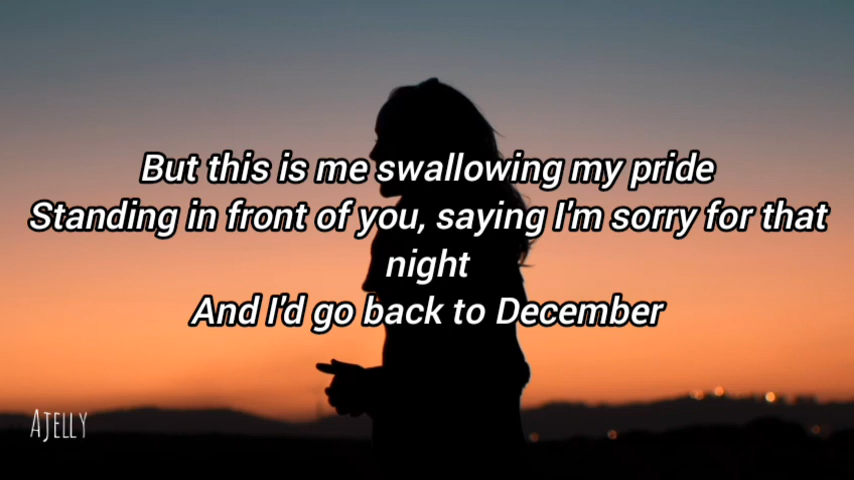 But this is me swallowing my pride
Standing in front of you, saying I'm sorry for that
night
And I'd go back to December
AJELLY